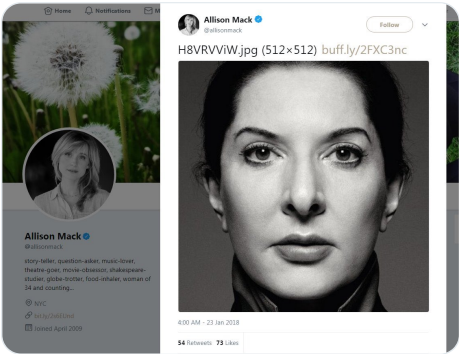 Home
Notifications
M
Allison Mack
@allisonmack
Follow
H8VRVViW.jpg (512×512) buff.ly/2FXC3nc
Allison Mack
@allisonmack
story-teller, question-asker, music-lover,
theatre-goer, movie-obsessor, shakespeare-
studier, globe-trotter, food-inhaler, woman of
34 and counting...
NYC
Joined April 2009
4:00 AM - 23 Jan 2018
54 Retweets 73 Likes